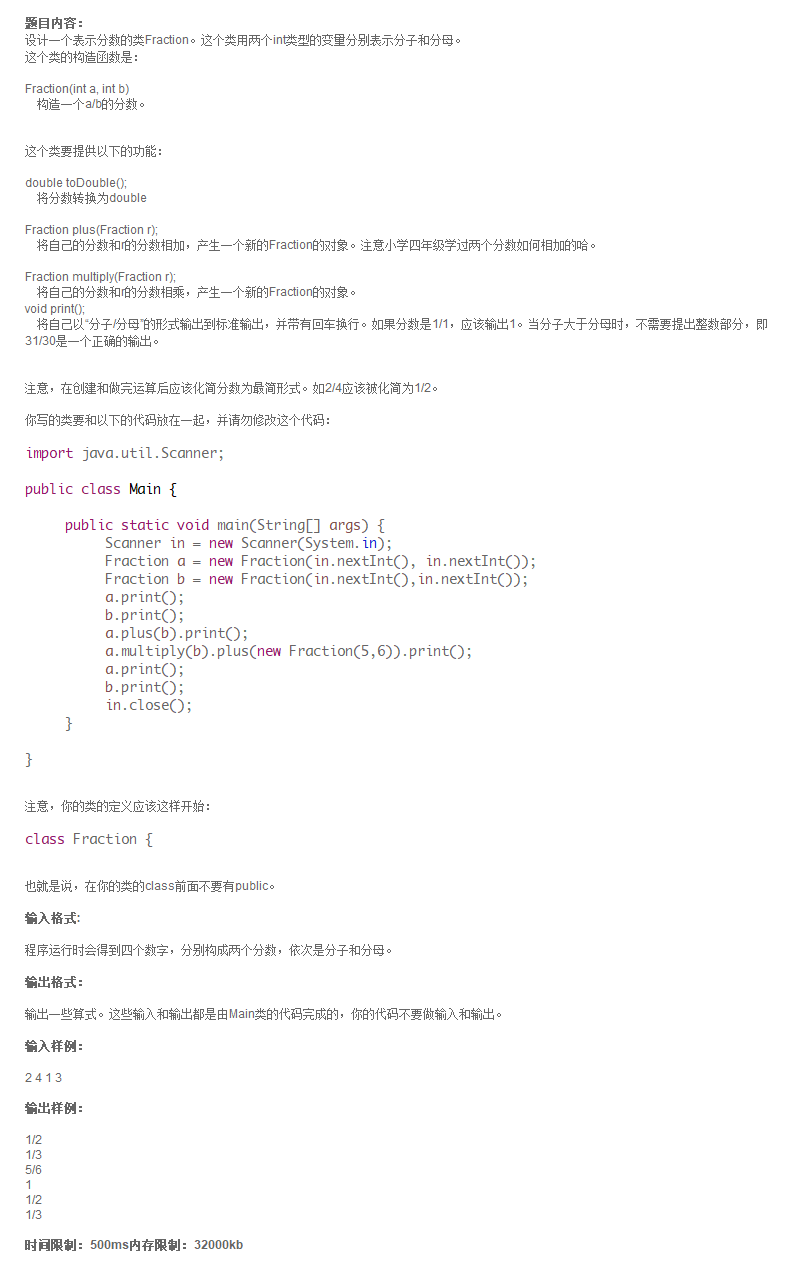 题目内容：
设计一个表示分数的类Fraction。这个类用两个int类型的变量分别表示分子和分母。
这个类的构造函数是：
Fraction(int a, int b)
构造一个a/b的分数。
这个类要提供以下的功能：
double toDouble();
将分数转换为double
Fraction plus(Fraction r);
将自己的分数和r的分数相加，产生一个新的Fraction的对象。注意小学四年级学过两个分数如何相加的哈。
Fraction multiply(Fraction r);
将自己的分数和r的分数相乘，产生一个新的Fraction的对象。
void print();
将自己以“分子/分母”的形式输出到标准输出，并带有回车换行。如果分数是1/1，应该输出1。当分子大于分母时，不需要提出整数部分，即
31/30是一个正确的输出。
注意，在创建和做完运算后应该化简分数为最简形式。如2/4应该被化简为1/2。
你写的类要和以下的代码放在一起，并请勿修改这个代码：
import java.util.Scanner;
public class Main {
public static void main(String[] args) {
Scanner in = new Scanner(System.in);
Fraction a = new Fraction(in.nextInt(), in.nextInt());
Fraction b = new Fraction(in.nextInt(),in.nextInt());
a.print();
b.print();
a.plus(b).print();
a.multiply(b).plus(new Fraction(5,6)).print();
a.print();
b.print();
in.close();
}
}
注意，你的类的定义应该这样开始：
class Fraction {
也就是说，在你的类的class前面不要有public。
输入格式:
程序运行时会得到四个数字，分别构成两个分数，依次是分子和分母。
输出格式：
输出一些算式。这些输入和输出都是由Main类的代码完成的，你的代码不要做输入和输出。
输入样例：
2 4 1 3
输出样例：
1/2
1/3
5/6
1
1/2
1/3
时间限制：500ms内存限制：32000kb